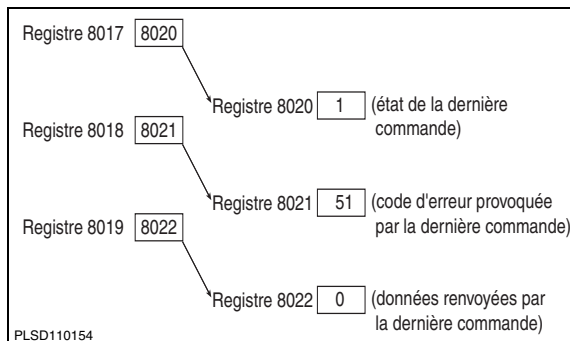 Registre 8017 8020
Registre 8020 1 (état de la dernière
commande)
Registre 8018 8021
Registre 8021 51 (code d'erreur provoquée
par la dernière commande)
Registre 8019 8022
Registre 8022 0 (données renvoyées par
la dernière commande)
PLSD110154